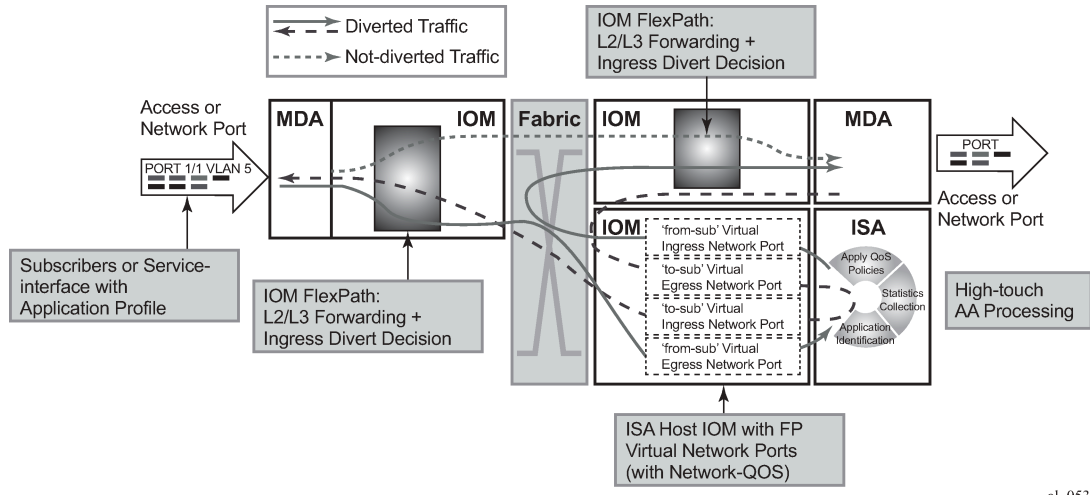 Diverted Traffic
Not-diverted Traffic
IOM FlexPath:
L2/L3 Forwarding +
Ingress Divert Decision
Access or
Network Port
MDA
IOM
Fabric
IOM
MDA
PORT 1/1 VLAN 5
PORT
Access or
Network Port
IOM
'from-sub' Virtual
Ingress Network Port
'to-sub' Virtual
Egress Network Port
'to-sub' Virtual
Ingress Network Port
'from-sub' Virtual
Egress Network Port
ISA
Apply QoS
Policies
Statistics
Collection
Application
Identification
High-touch
AA Processing
Subscribers or Service-
interface with
Application Profile
IOM FlexPath:
L2/L3 Forwarding +
Ingress Divert Decision
ISA Host IOM with FP
Virtual Network Ports
(with Network-QOS)